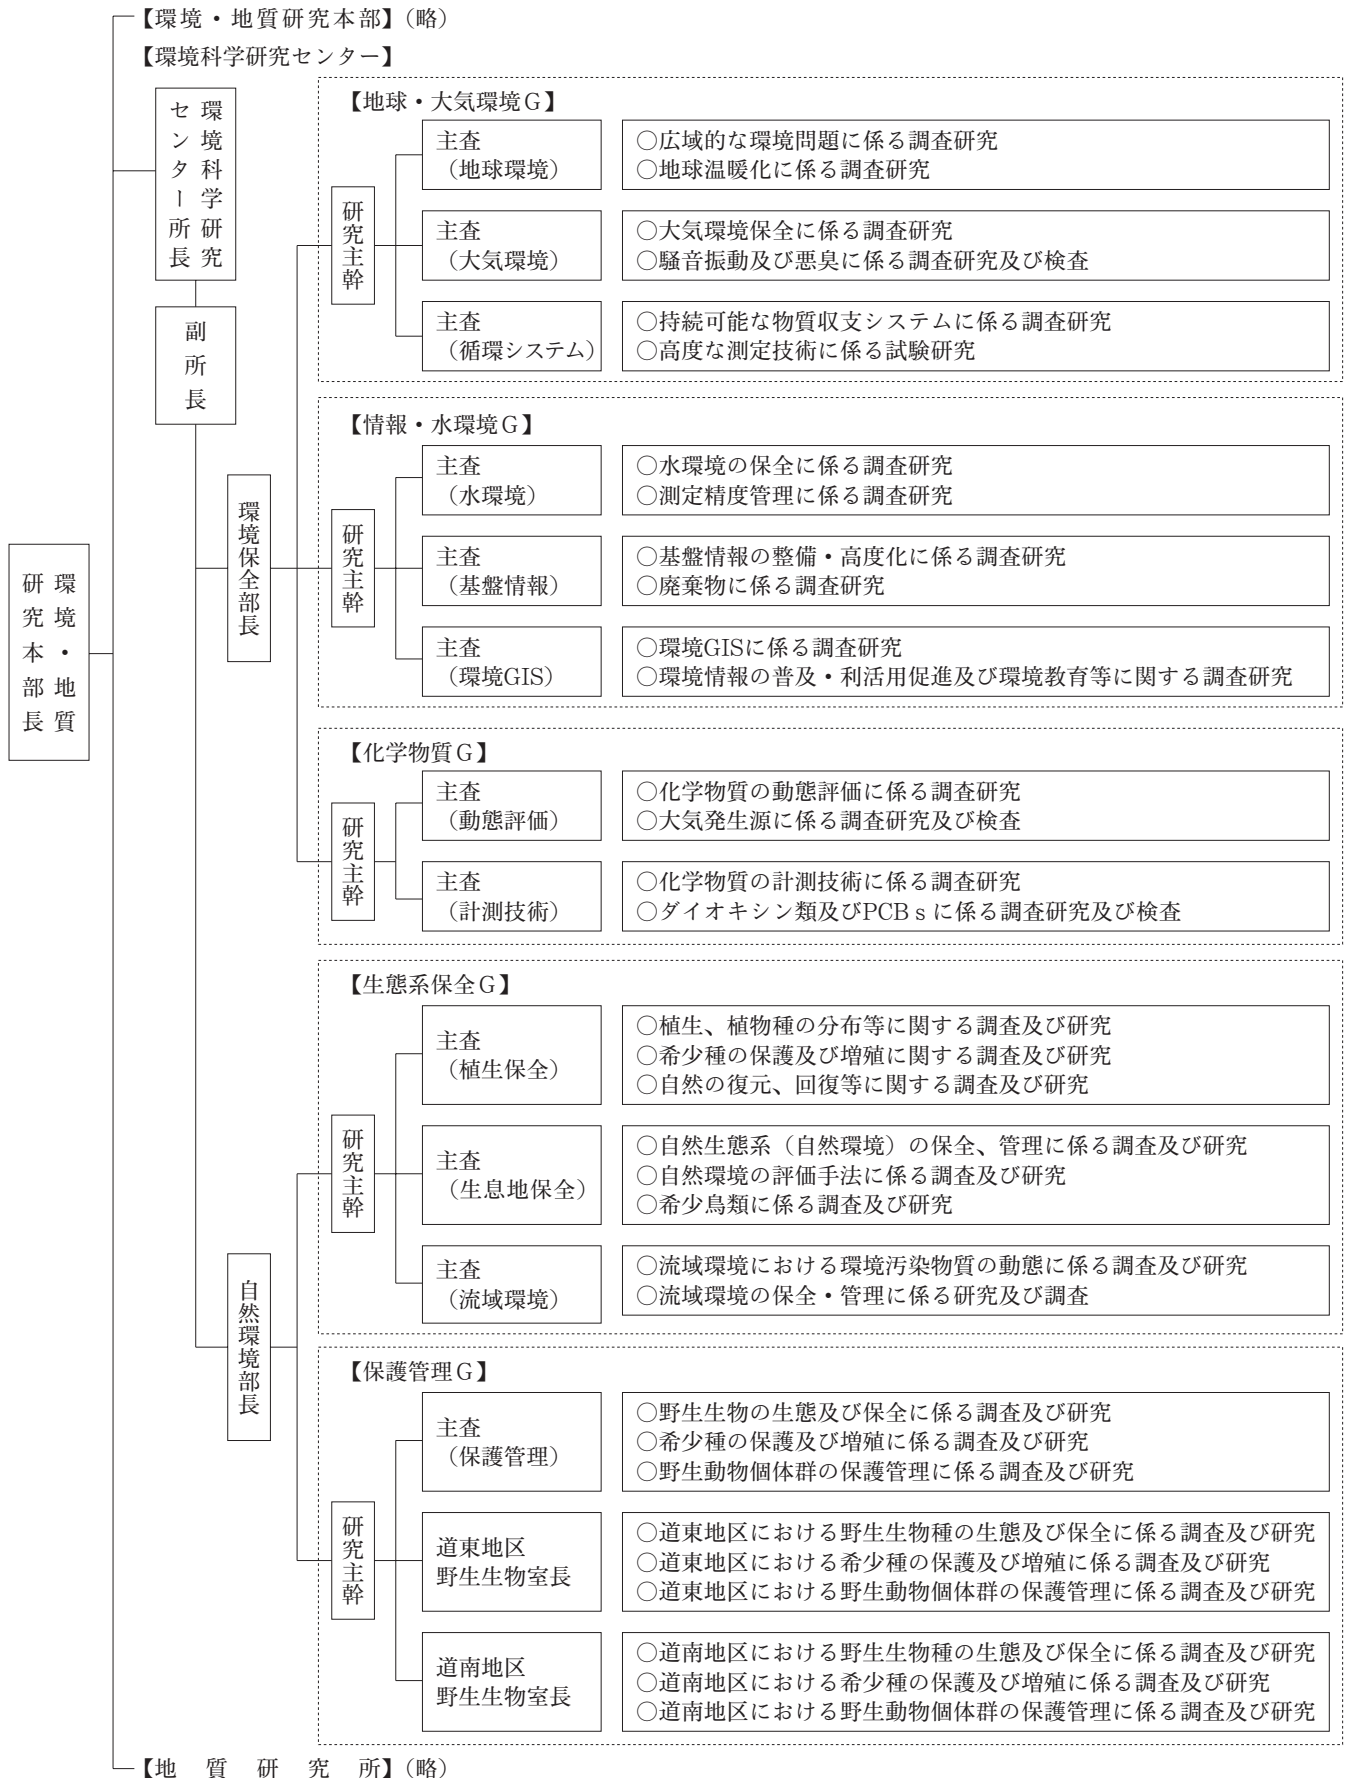 【環境・地質研究本部】（略）
【環境科学研究センター】
環境・地質
研究本部長
環境科学研究
センター所長
副所長
環境保全部長
【地球・大気環境Ｇ】
研究主幹
主査
（地球環境）
○広域的な環境問題に係る調査研究
○地球温暖化に係る調査研究
主査
（大気環境）
○大気環境保全に係る調査研究
○騒音振動及び悪臭に係る調査研究及び検査
主査
（循環システム）
○持続可能な物質収支システムに係る調査研究
○高度な測定技術に係る試験研究
【情報・水環境Ｇ】
研究主幹
主査
（水環境）
○水環境の保全に係る調査研究
○測定精度管理に係る調査研究
主査
（基盤情報）
○基盤情報の整備・高度化に係る調査研究
○廃棄物に係る調査研究
主査
（環境GIS）
○環境GISに係る調査研究
○環境情報の普及・利活用促進及び環境教育等に関する調査研究
【化学物質Ｇ】
研究主幹
主査
（動態評価）
○化学物質の動態評価に係る調査研究
○大気発生源に係る調査研究及び検査
主査
（計測技術）
○化学物質の計測技術に係る調査研究
○ダイオキシン類及びPCBｓに係る調査研究及び検査
自然環境部長
【生態系保全Ｇ】
研究主幹
主査
（植生保全）
○植生、植物種の分布等に関する調査及び研究
○希少種の保護及び増殖に関する調査及び研究
○自然の復元、回復等に関する調査及び研究
主査
（生息地保全）
○自然生態系（自然環境）の保全、管理に係る調査及び研究
○自然環境の評価手法に係る調査及び研究
○希少鳥類に係る調査及び研究
主査
（流域環境）
○流域環境における環境汚染物質の動態に係る調査及び研究
○流域環境の保全・管理に係る研究及び調査
【保護管理Ｇ】
研究主幹
主査
（保護管理）
○野生生物の生態及び保全に係る調査及び研究
○希少種の保護及び増殖に係る調査及び研究
○野生動物個体群の保護管理に係る調査及び研究
道東地区
野生生物室長
○道東地区における野生生物種の生態及び保全に係る調査及び研究
○道東地区における希少種の保護及び増殖に係る調査及び研究
○道東地区における野生動物個体群の保護管理に係る調査及び研究
道南地区
野生生物室長
○道南地区における野生生物種の生態及び保全に係る調査及び研究
○道南地区における希少種の保護及び増殖に係る調査及び研究
○道南地区における野生動物個体群の保護管理に係る調査及び研究
【地質研究所】（略）